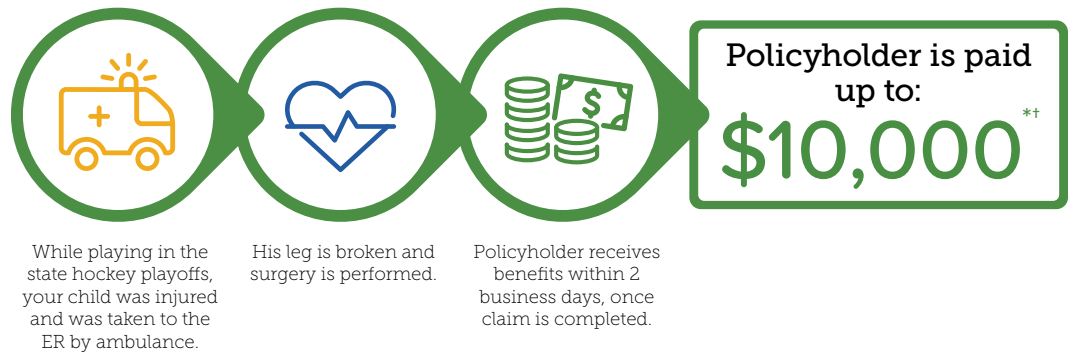 While playing in the
state hockey playoffs,
your child was injured
and was taken to the
ER by ambulance.
His leg is broken and
surgery is performed.
$
Policyholder receives
benefits within 2
business days, once
claim is completed.
Policyholder is paid
up to:
$10,000*†